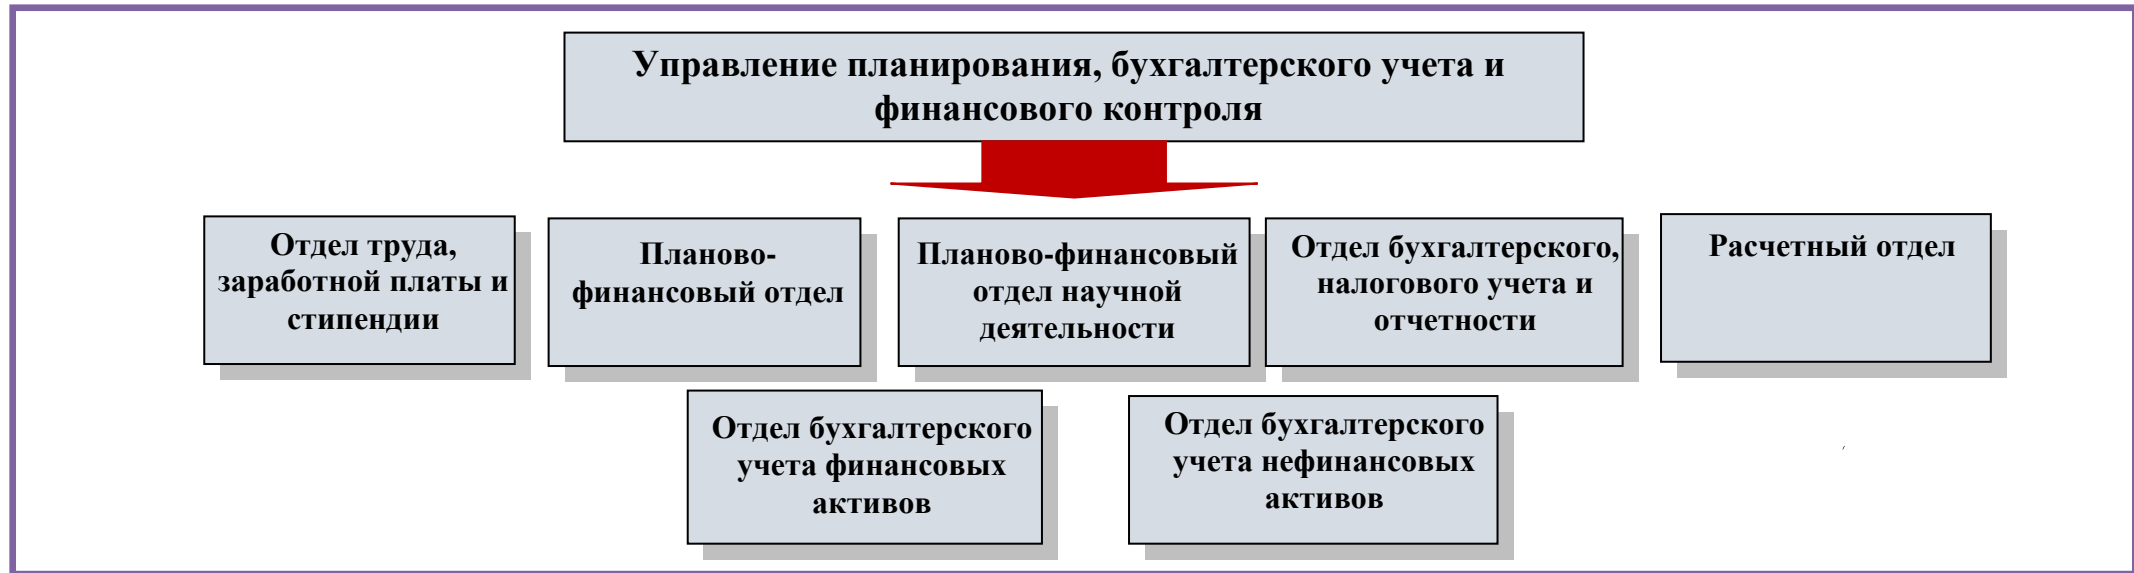 Управление планирования, бухгалтерского учета и
финансового контроля
Отдел труда,
заработной платы и
стипендии
Планово-
финансовый отдел
Планово-финансовый
отдел научной
деятельности
Отдел бухгалтерского,
налогового учета и
отчетности
Расчетный отдел
Отдел бухгалтерского
учета финансовых
активов
Отдел бухгалтерского
учета нефинансовых
активов